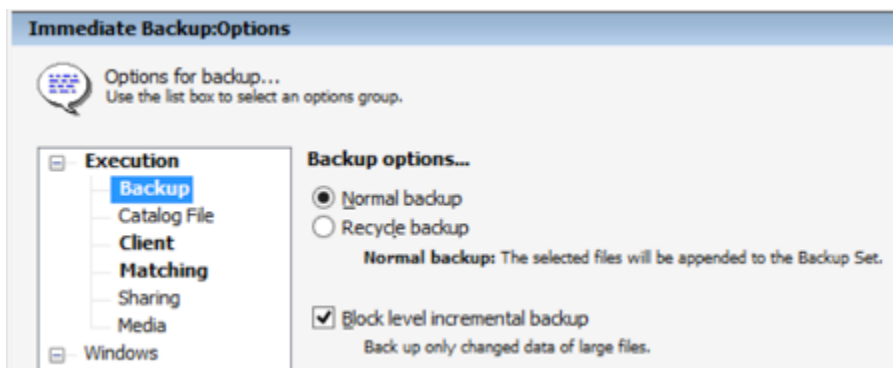 Immediate Backup:Options
Options for backup...
Use the list box to select an options group.
Execution
Backup
Catalog File
Client
Matching
Sharing
Media
Windows
Backup options...
Normal backup
Recycle backup
Normal backup: The selected files will be appended to the Backup Set.
Block level incremental backup
Back up only changed data of large files.